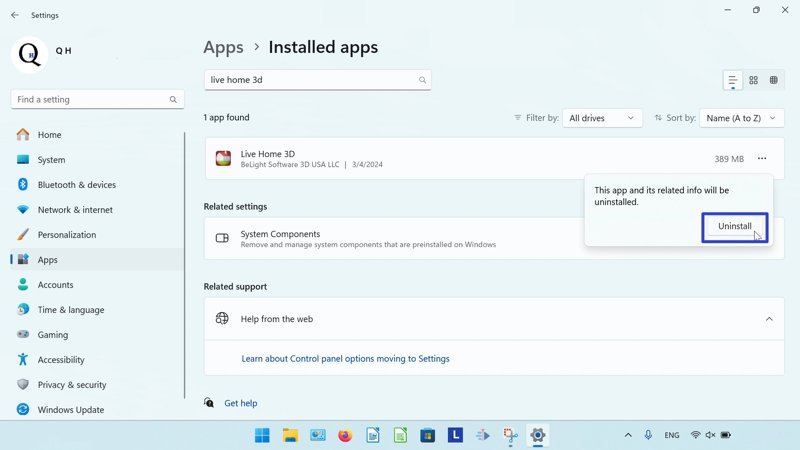 Settings
Q H
Q H
Find a setting
Home
System
Bluetooth & devices
Network & internet
Personalization
Apps
Accounts
Time & language
Gaming
Accessibility
Privacy & security
Windows Update
Apps > Installed apps
live home 3d
1 app found
Filter by: All drives
Sort by: Name (A to Z)
Live Home 3D
BeLight Software 3D USA LLC | 3/4/2024
389 MB
This app and its related info will be
uninstalled.
Uninstall
Related settings
System Components
Remove and manage system components that are preinstalled on Windows
Related support
Help from the web
Learn about Control panel options moving to Settings
Get help
L
ENG